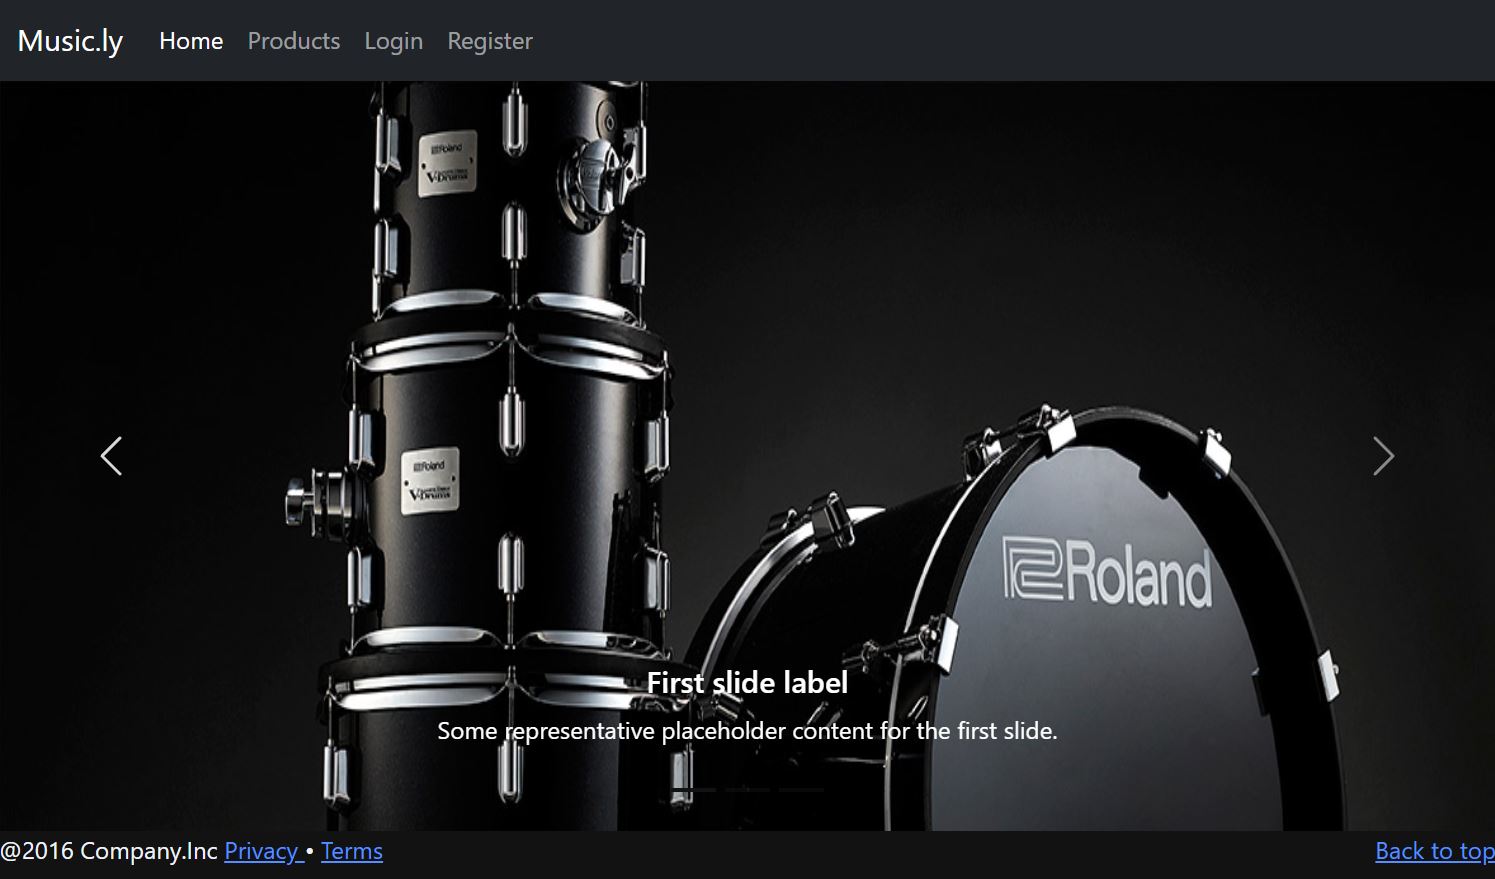 Music.ly Home Products Login Register
Roland
V-Drums
Roland
V-Drums
Roland
First slide label
Some representative placeholder content for the first slide.
@2016 Company.Inc Privacy • Terms Back to top